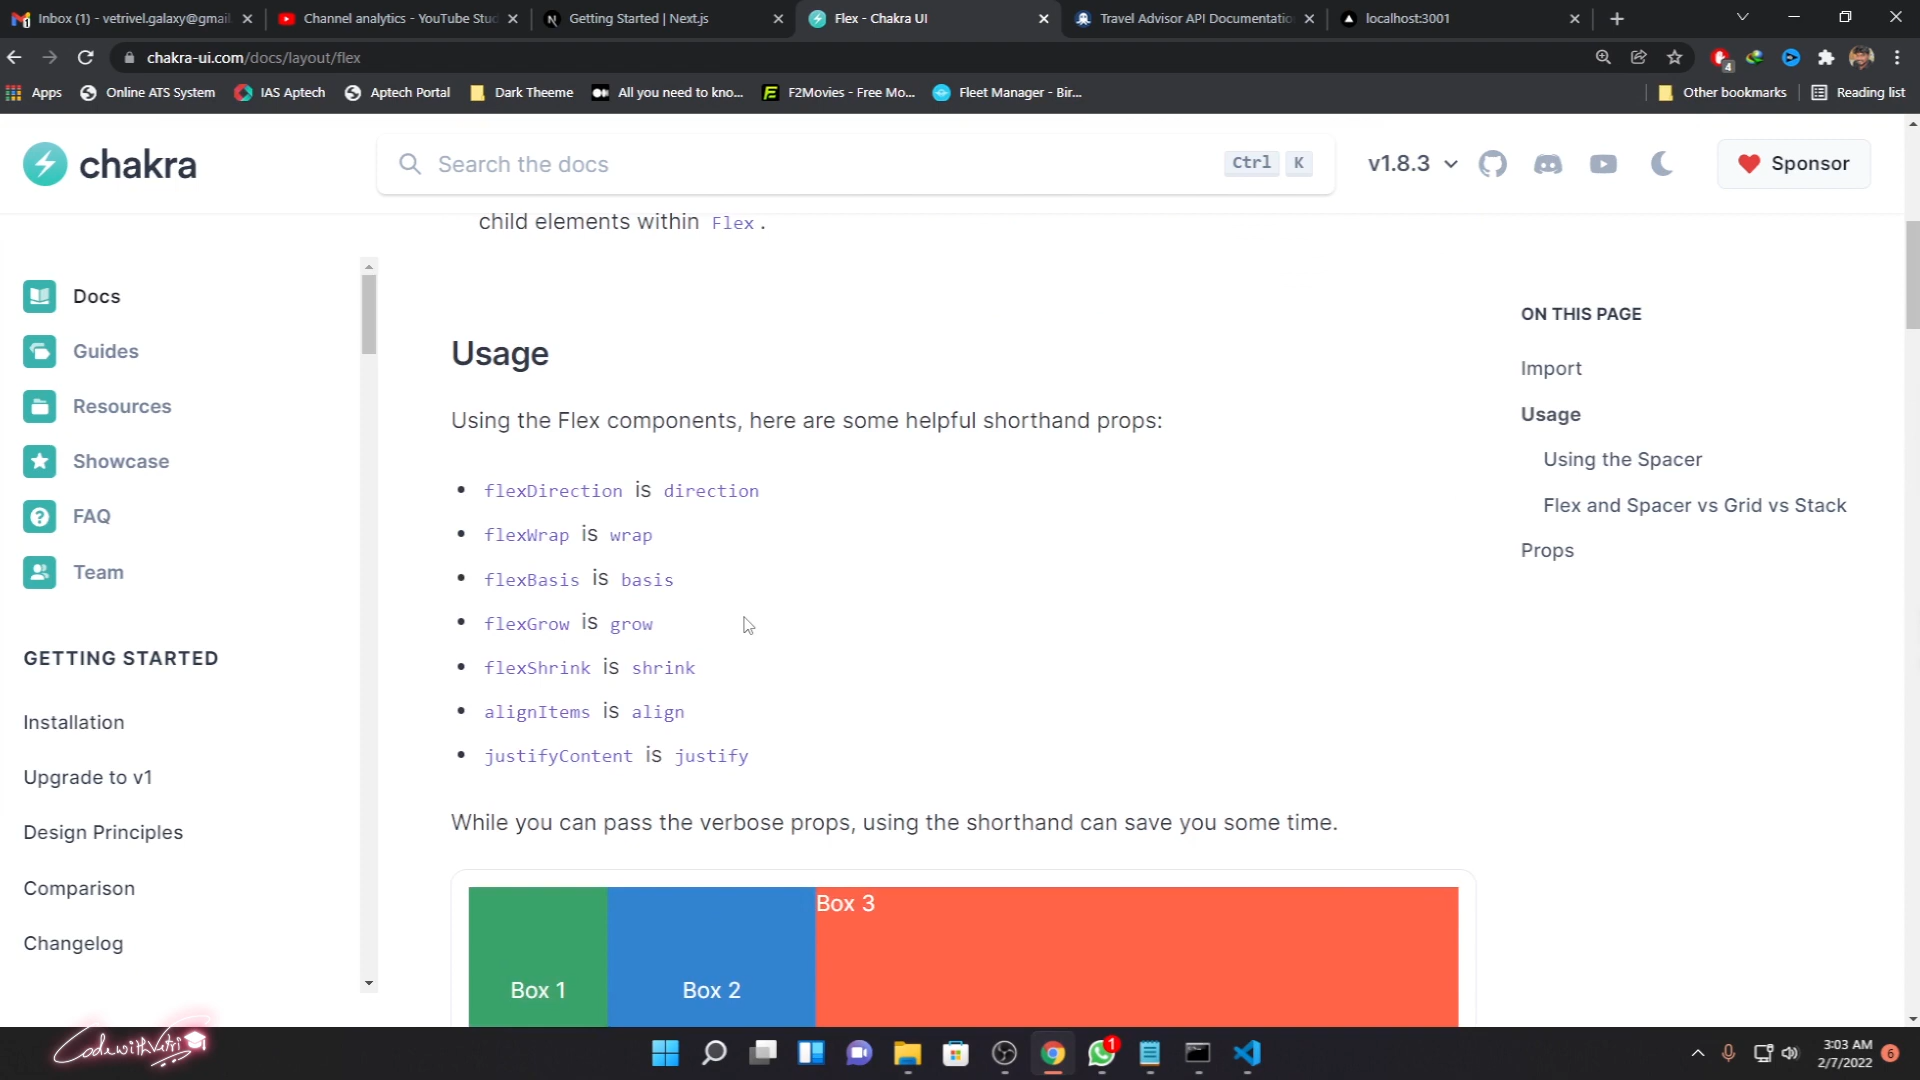 Inbox (1) - vetrivel.galaxy@gmail.
Channel analytics - YouTube Stud
Getting Started | Next.js
Flex - Chakra UI
Travel Advisor API Documentatio
localhost:3001
chakra-ui.com/docs/layout/flex
4
Apps
Online ATS System
IAS Aptech
Aptech Portal
Dark Theeme
All you need to kno...
F2Movies - Free Mo...
Fleet Manager - Bir...
Other bookmarks
Reading list
chakra
Search the docs
Ctrl K
v1.8.3
Sponsor
child elements within Flex .
Docs
Guides
Resources
Showcase
FAQ
Team
GETTING STARTED
Installation
Upgrade to v1
Design Principles
Comparison
Changelog
Usage
Using the Flex components, here are some helpful shorthand props:
• flexDirection is direction
• flexWrap is wrap
• flexBasis is basis
• flexGrow is grow
• flexShrink is shrink
• alignItems is align
• justifyContent is justify
While you can pass the verbose props, using the shorthand can save you some time.
Box 1
Box 2
Box 3
ON THIS PAGE
Import
Usage
Using the Spacer
Flex and Spacer vs Grid vs Stack
Props
CodewithVetri
1
3:03 AM
2/7/2022
6